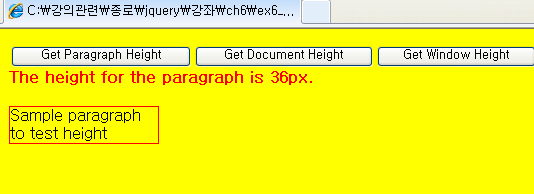 C:₩강의관련₩종로₩jquery₩강좌₩ch6₩ex6_...
Get Paragraph Height Get Document Height Get Window Height
The height for the paragraph is 36px.
Sample paragraph
to test height